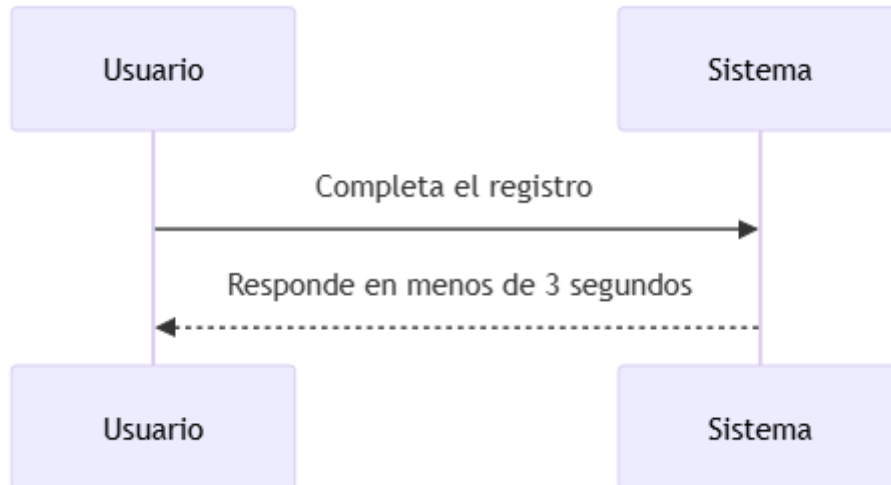 Usuario
Sistema
Completa el registro
Responde en menos de 3 segundos
Usuario
Sistema